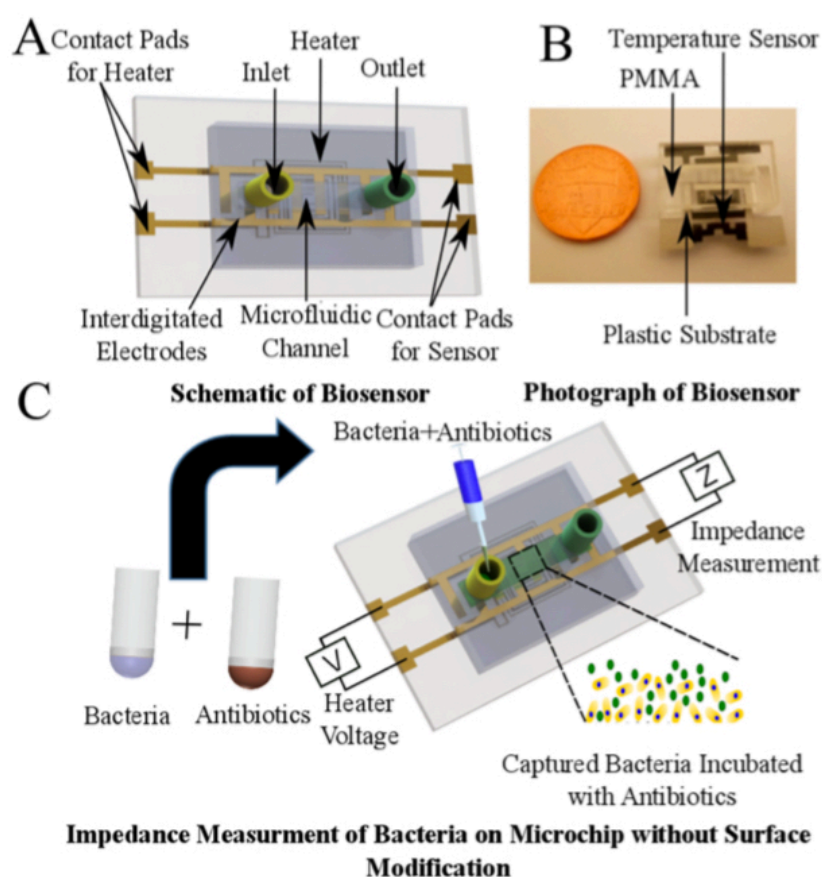 A
Contact Pads
for Heater
Heater
Inlet
Outlet
Interdigitated
Electrodes
Microfluidic
Channel
Contact Pads
for Sensor
Schematic of Biosensor
B
Temperature Sensor
PMMA
Plastic Substrate
Photograph of Biosensor
C
Bacteria+Antibiotics
Z
Impedance
Measurement
+
Bacteria
Antibiotics
V
Heater
Voltage
Captured Bacteria Incubated
with Antibiotics
Impedance Measurment of Bacteria on Microchip without Surface
Modification